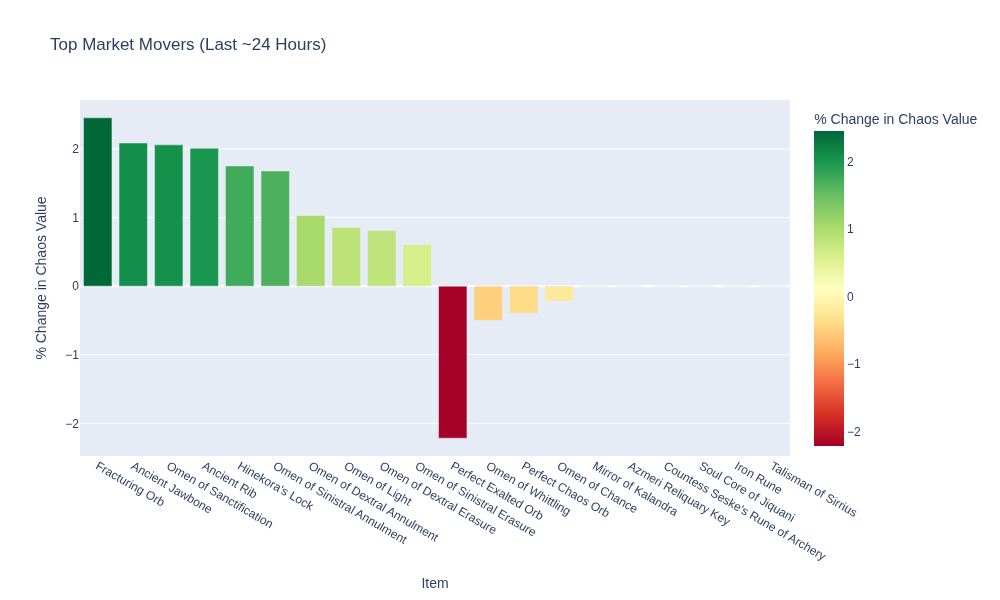 Top Market Movers (Last ~24 Hours)
% Change in Chaos Value
2
1
0
−1
−2
% Change in Chaos Value
2
1
0
−1
−2
Fracturing Orb
Ancient Jawbone
Omen of Sanctification
Ancient Rib
Hinekora's Lock
Omen of Sinistral Annulment
Omen of Dextral Annulment
Omen of Light
Omen of Dextral Erasure
Omen of Sinistral Erasure
Perfect Exalted Orb
Omen of Whittling
Perfect Chaos Orb
Omen of Chance
Mirror of Kalandra
Azmeri Reliquary Key
Countess Seske's Rune of Archery
Soul Core of Jiquani
Iron Rune
Talisman of Sirrius
Item